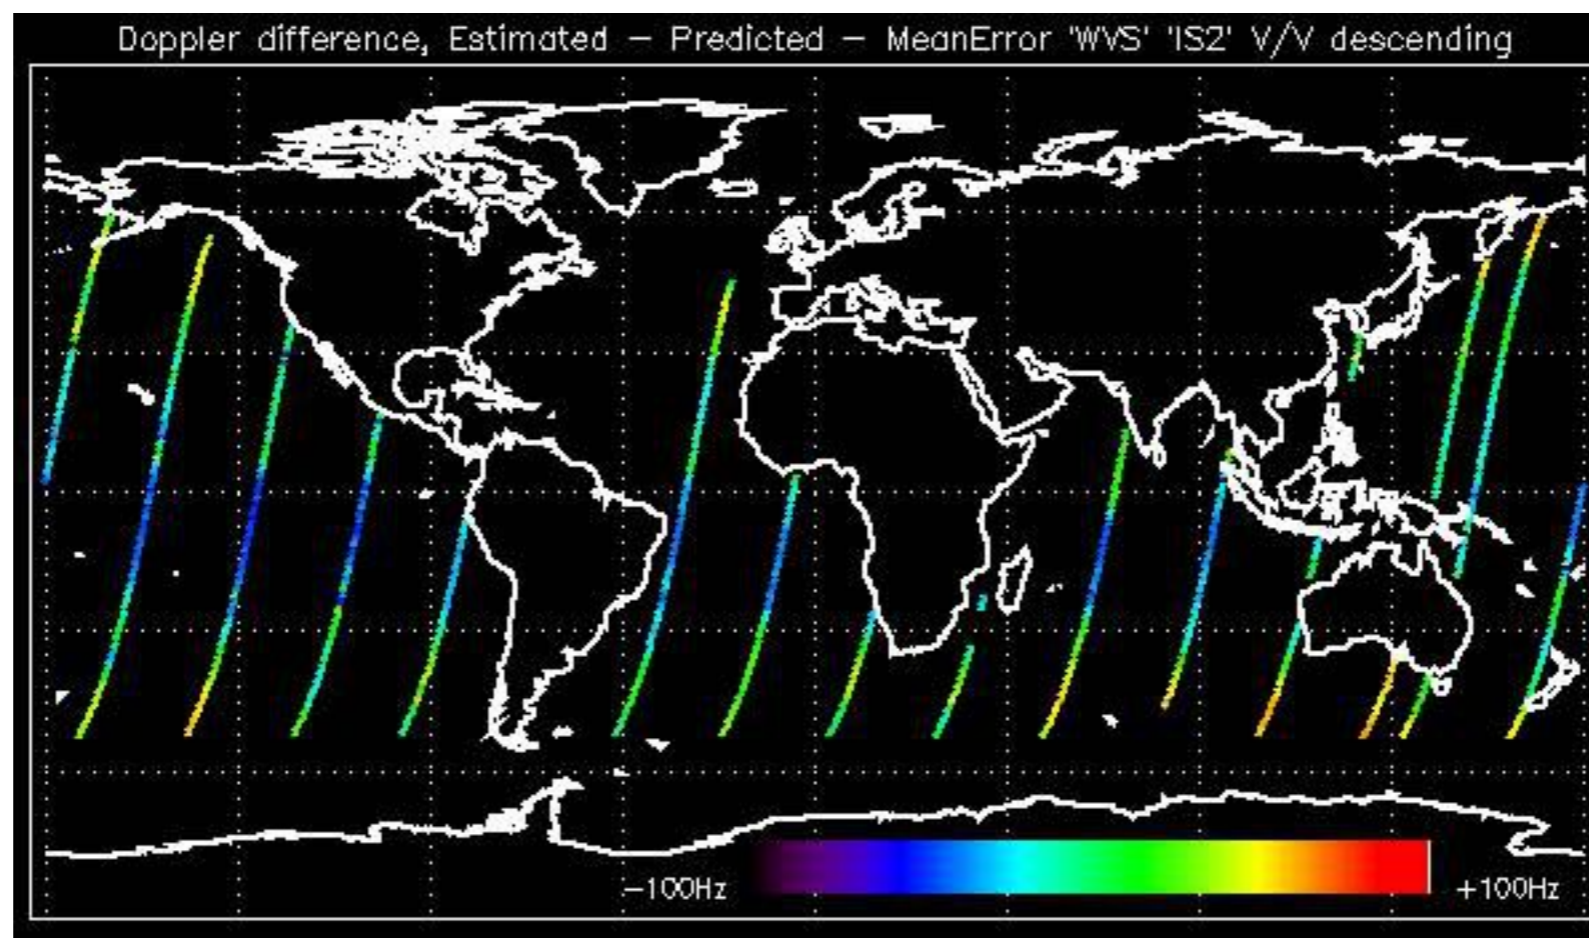 Doppler difference, Estimated – Predicted – MeanError 'WVS' 'IS2' V/V descending
–100Hz +100Hz